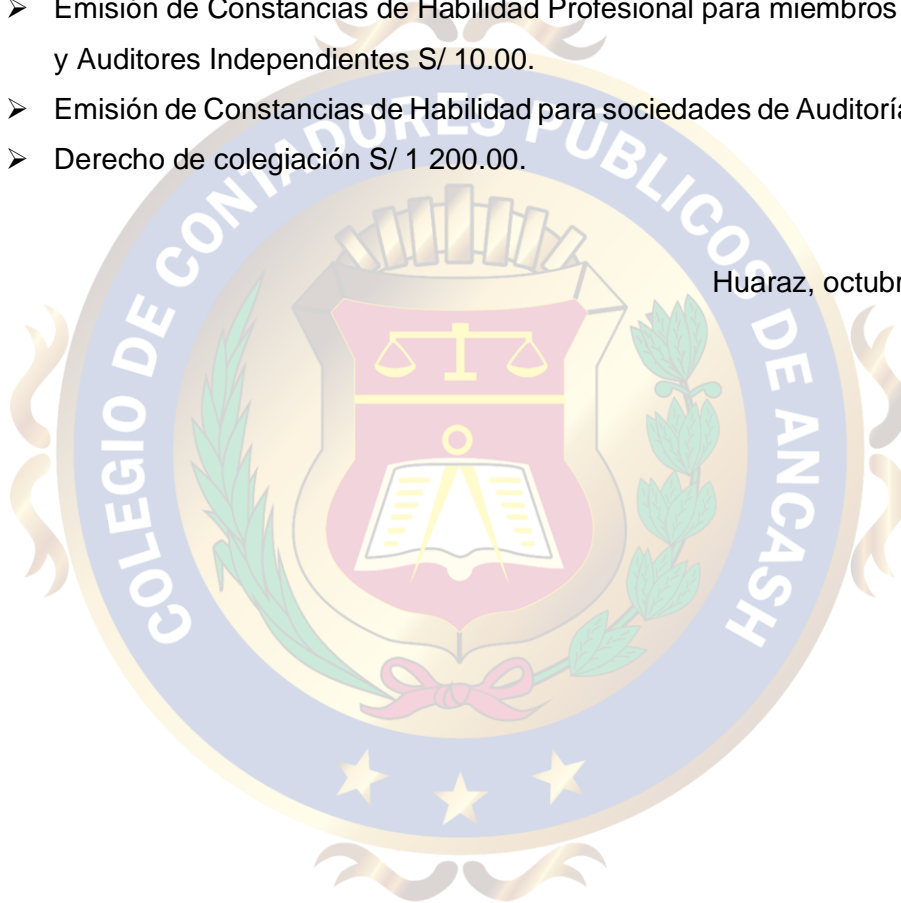 ➢ Emisión de Constancias de Habilidad Profesional para miembros
y Auditores Independientes S/ 10.00.
➢ Emisión de Constancias de Habilidad para sociedades de Auditoría
➢ Derecho de colegiación S/ 1 200.00.
Huaraz, octubr
COLEGIO DE CONTADORES PÚBLICOS DE ANCASH